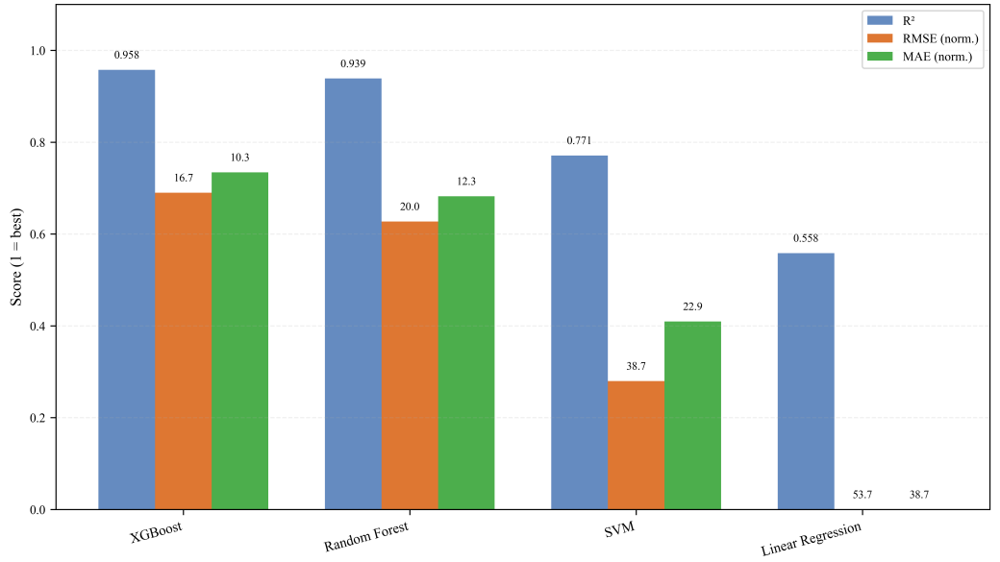 R²
RMSE (norm.)
MAE (norm.)
Score (1 = best)
1.0
0.8
0.6
0.4
0.2
0.0
0.958
16.7
10.3
0.939
20.0
12.3
0.771
38.7
22.9
0.558
53.7
38.7
XGBoost
Random Forest
SVM
Linear Regression